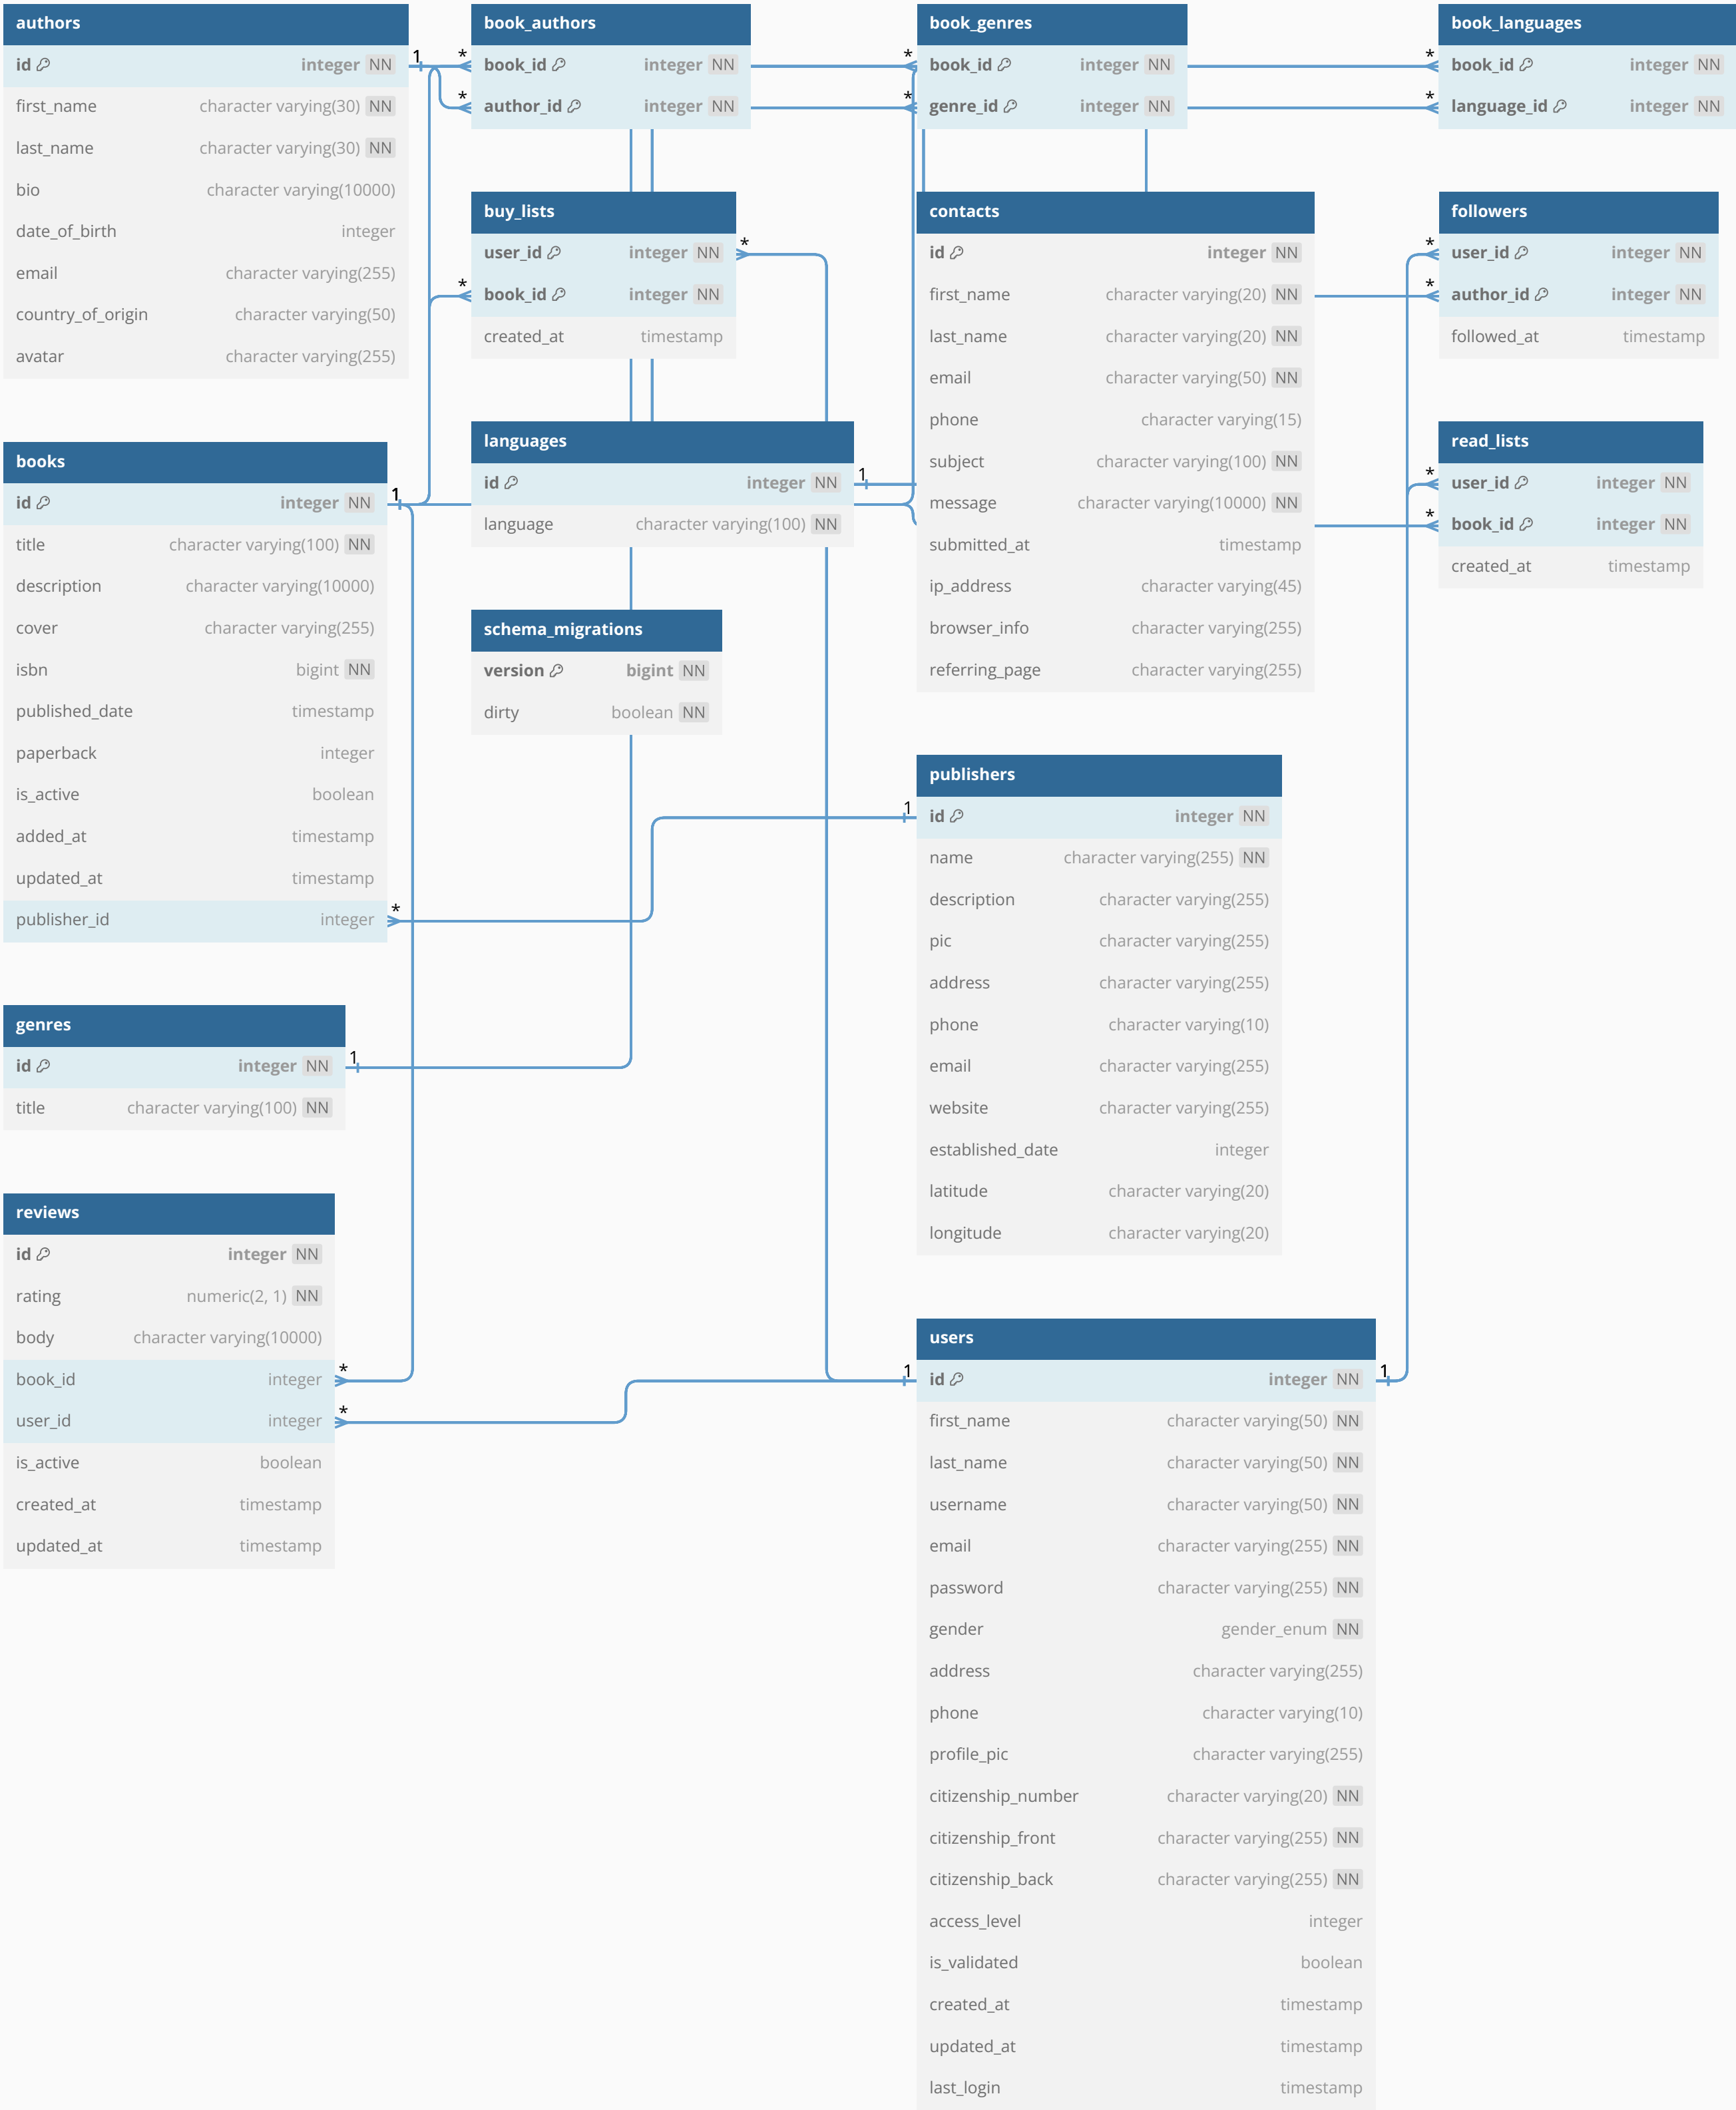 authors
id integer NN
first_name character varying(30) NN
last_name character varying(30) NN
bio character varying(10000)
date_of_birth integer
email character varying(255)
country_of_origin character varying(50)
avatar character varying(255)
1
*
*
book_authors
book_id integer NN
author_id integer NN
*
*
book_genres
book_id integer NN
genre_id integer NN
*
*
book_languages
book_id integer NN
language_id integer NN
buy_lists
user_id integer NN
book_id integer NN
created_at timestamp
*
*
contacts
id integer NN
first_name character varying(20) NN
last_name character varying(20) NN
email character varying(50) NN
phone character varying(15)
subject character varying(100) NN
message character varying(10000) NN
submitted_at timestamp
ip_address character varying(45)
browser_info character varying(255)
referring_page character varying(255)
*
*
followers
user_id integer NN
author_id integer NN
followed_at timestamp
books
id integer NN
title character varying(100) NN
description character varying(10000)
cover character varying(255)
isbn bigint NN
published_date timestamp
paperback integer
is_active boolean
added_at timestamp
updated_at timestamp
publisher_id integer
1
*
languages
id integer NN
language character varying(100) NN
1
*
*
read_lists
user_id integer NN
book_id integer NN
created_at timestamp
schema_migrations
version bigint NN
dirty boolean NN
publishers
1
id integer NN
name character varying(255) NN
description character varying(255)
pic character varying(255)
address character varying(255)
phone character varying(10)
email character varying(255)
website character varying(255)
established_date integer
latitude character varying(20)
longitude character varying(20)
genres
id integer NN
title character varying(100) NN
1
reviews
id integer NN
rating numeric(2, 1) NN
body character varying(10000)
book_id integer
user_id integer
is_active boolean
created_at timestamp
updated_at timestamp
*
*
users
1
1
id integer NN
first_name character varying(50) NN
last_name character varying(50) NN
username character varying(50) NN
email character varying(255) NN
password character varying(255) NN
gender gender_enum NN
address character varying(255)
phone character varying(10)
profile_pic character varying(255)
citizenship_number character varying(20) NN
citizenship_front character varying(255) NN
citizenship_back character varying(255) NN
access_level integer
is_validated boolean
created_at timestamp
updated_at timestamp
last_login timestamp